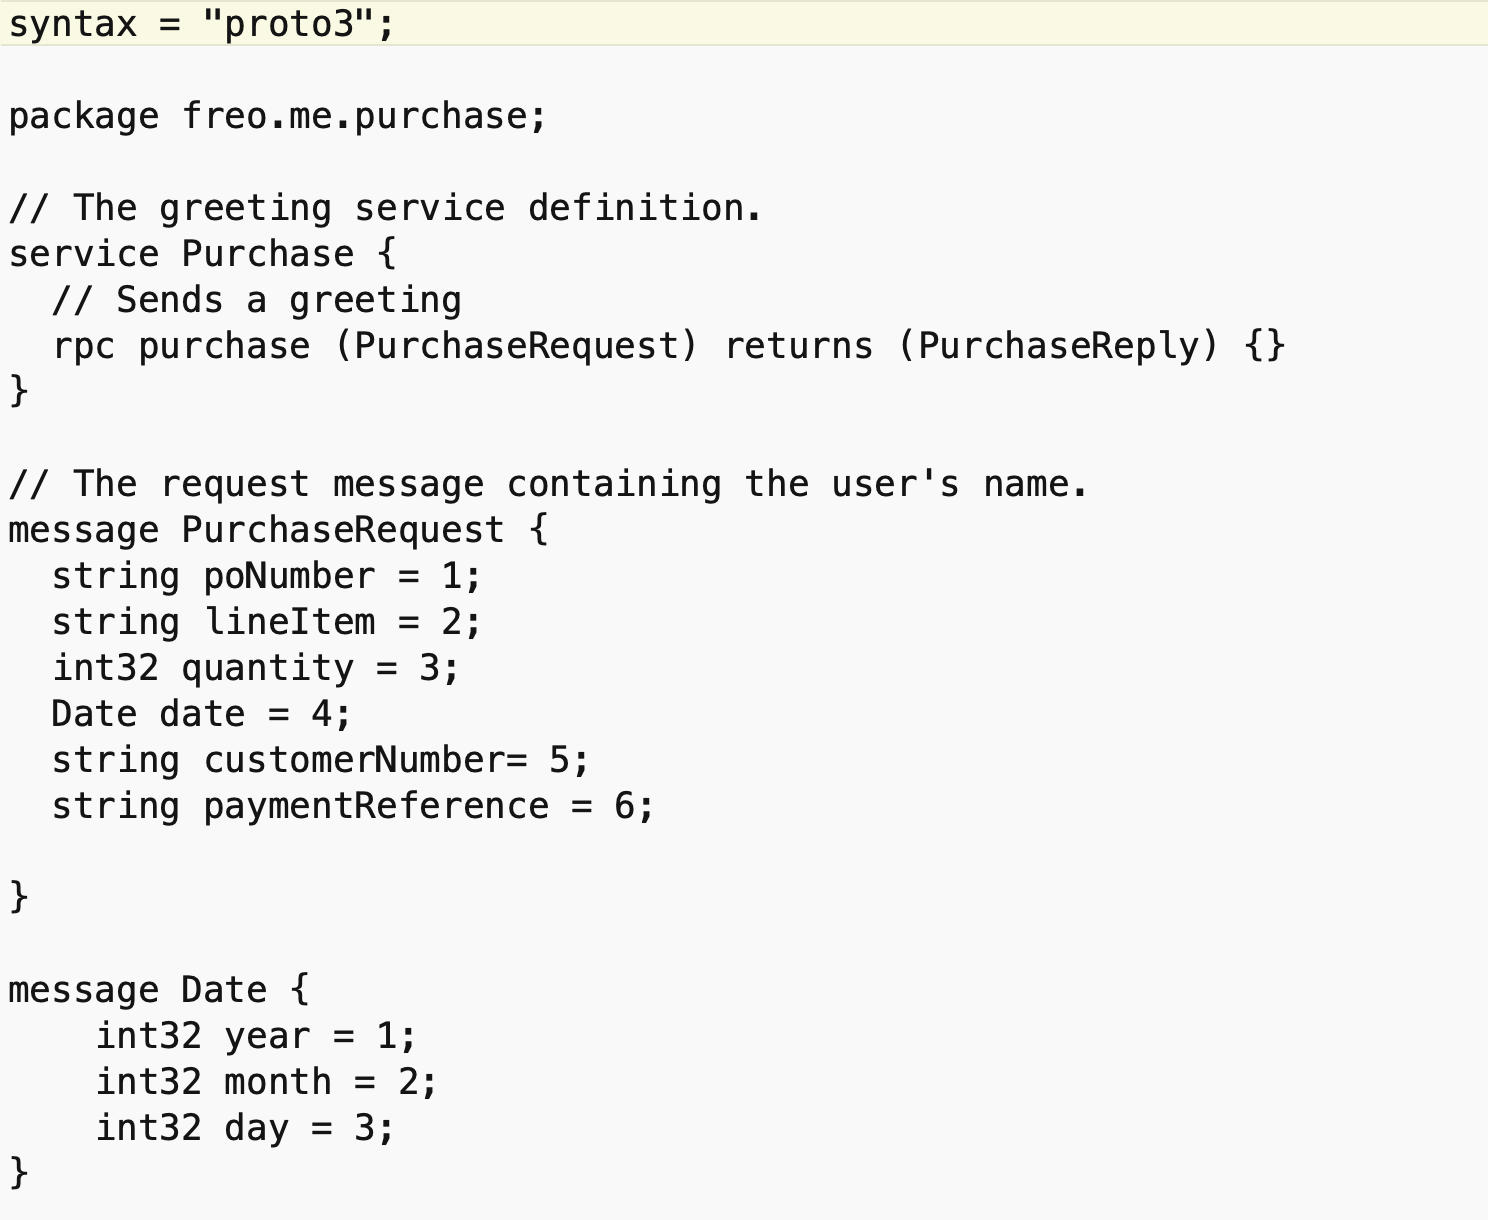 syntax = "proto3";
package freo.me.purchase;
// The greeting service definition.
service Purchase {
  // Sends a greeting
  rpc purchase (PurchaseRequest) returns (PurchaseReply) {}
}
// The request message containing the user's name.
message PurchaseRequest {
  string poNumber = 1;
  string lineItem = 2;
  int32 quantity = 3;
  Date date = 4;
  string customerNumber= 5;
  string paymentReference = 6;
}
message Date {
    int32 year = 1;
    int32 month = 2;
    int32 day = 3;
}